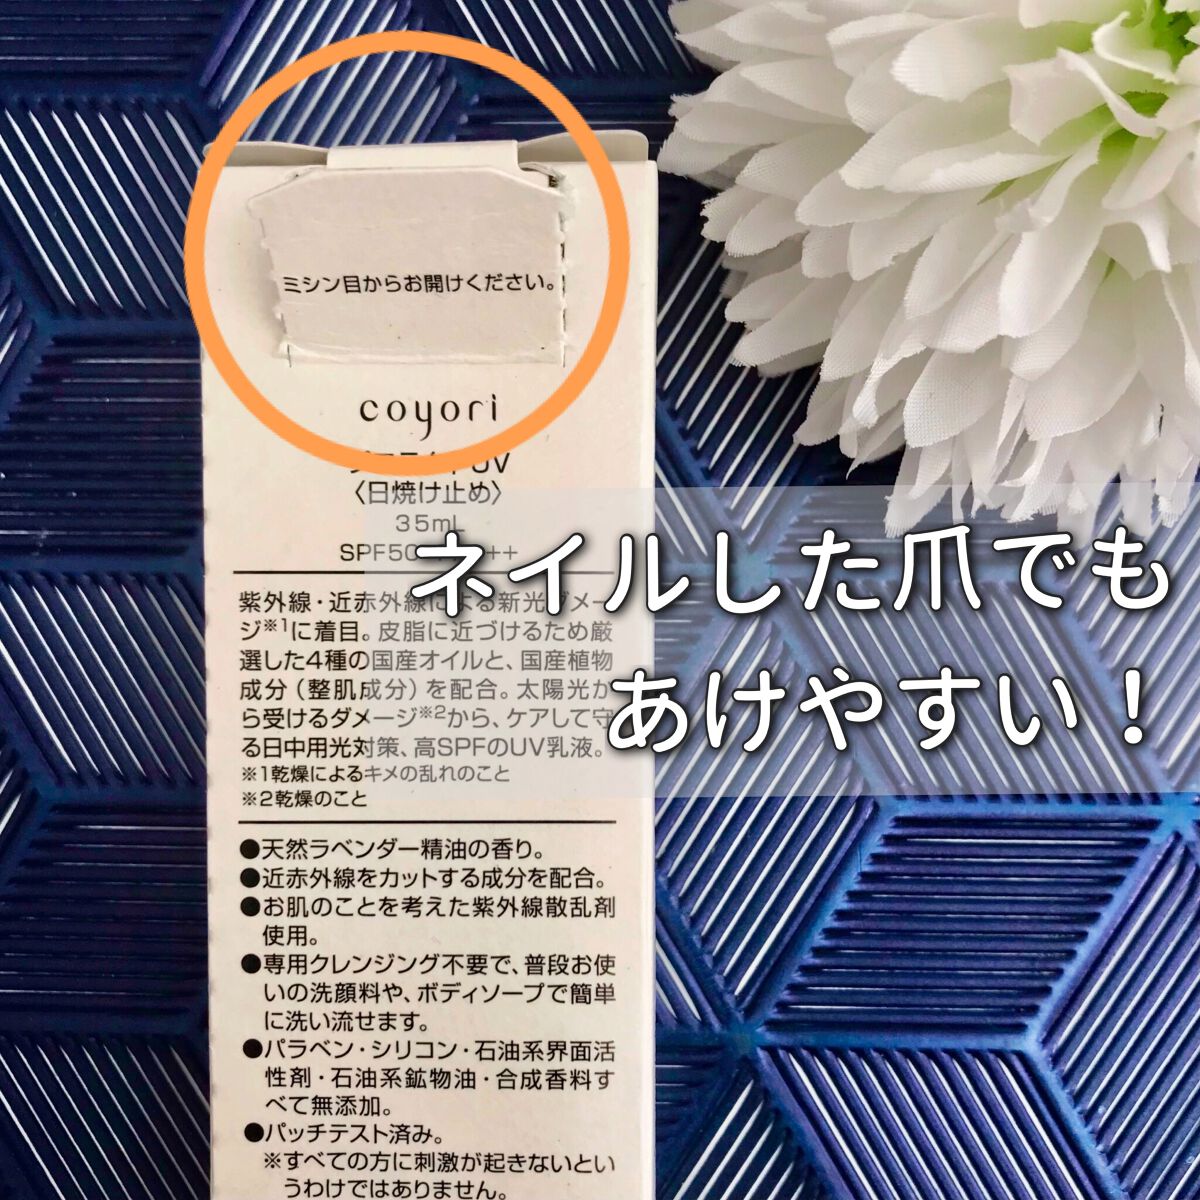 ミシン目からお開けください。
coyori
UV
〈日焼け止め〉
35mL
SPF50
++
ネイルした爪でも
あけやすい！
紫外線・近赤外線による新光ダメー
ジ※1に着目。皮脂に近づけるため厳
選した4種の国産オイルと、国産植物
成分（整肌成分）を配合。太陽光か
ら受けるダメージ※2から、ケアして守
る日中用光対策、高SPFのUV乳液。
※1乾燥によるキメの乱れのこと
※2乾燥のこと
●天然ラベンダー精油の香り。
●近赤外線をカットする成分を配合。
●お肌のことを考えた紫外線散乱剤
使用。
●専用クレンジング不要で、普段お使
いの洗顔料や、ボディソープで簡単
に洗い流せます。
●パラベン・シリコン・石油系界面活
性剤・石油系鉱物油・合成香料す
べて無添加。
●パッチテスト済み。
※すべての方に刺激が起きないとい
うわけではありません。